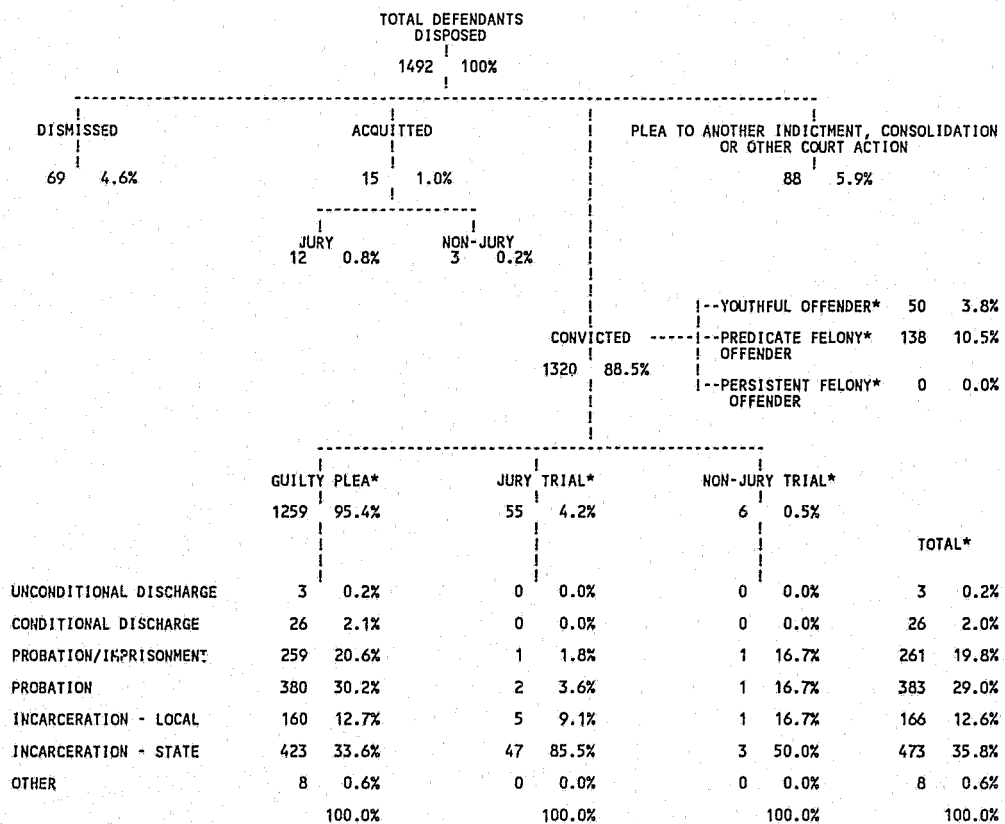 TOTAL DEFENDANTS
DISPOSED
1492 100%
DISMISSED ACQUITTED PLEA TO ANOTHER INDICTMENT, CONSOLIDATION
OR OTHER COURT ACTION
69 4.6% 15 1.0% 88 5.9%
JURY NON-JURY
12 0.8% 3 0.2%
YOUTHFUL OFFENDER* 50 3.8%
CONVICTED PREDICATE FELONY* 138 10.5%
OFFENDER
1320 88.5%
PERSISTENT FELONY* 0 0.0%
OFFENDER
GUILTY PLEA* JURY TRIAL* NON-JURY TRIAL*
1259 95.4% 55 4.2% 6 0.5%
TOTAL*
UNCONDITIONAL DISCHARGE 3 0.2% 0 0.0% 0 0.0% 3 0.2%
CONDITIONAL DISCHARGE 26 2.1% 0 0.0% 0 0.0% 26 2.0%
PROBATION/IMPRISONMENT 259 20.6% 1 1.8% 1 16.7% 261 19.8%
PROBATION 380 30.2% 2 3.6% 1 16.7% 383 29.0%
INCARCERATION - LOCAL 160 12.7% 5 9.1% 1 16.7% 166 12.6%
INCARCERATION - STATE 423 33.6% 47 85.5% 3 50.0% 473 35.8%
OTHER 8 0.6% 0 0.0% 0 0.0% 8 0.6%
100.0% 100.0% 100.0% 100.0%